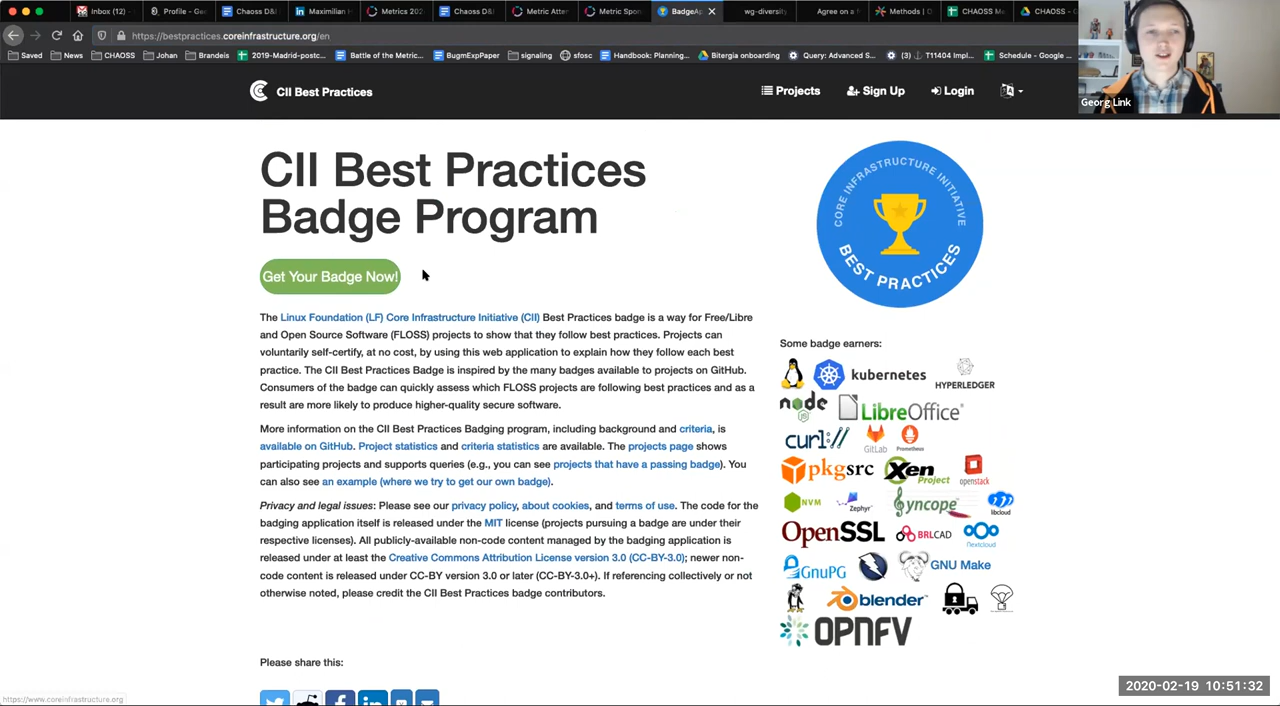 Inbox (12)
Profile - Geo
Chaoss D&I
Maximilian
Metrics 202
Chaoss D&I
Metric Atten
Metric Spon
BadgeAp
wg-diversity
Agree on a
Methods | D
CHAOSS Me
CHAOSS - G
https://bestpractices.coreinfrastructure.org/en
Saved
News
CHAOSS
Johan
Brandeis
2019-Madrid-postc...
Battle of the Metric...
BugmExpPaper
signaling
sfosc
Handbook: Planning...
Bitergia onboarding
Query: Advanced S...
(3)
T11404 Impl...
Schedule - Google ...
Georg Link
CII Best Practices
Projects
Sign Up
Login
CII Best Practices
Badge Program
Get Your Badge Now!
The Linux Foundation (LF) Core Infrastructure Initiative (CII) Best Practices badge is a way for Free/Libre
and Open Source Software (FLOSS) projects to show that they follow best practices. Projects can
voluntarily self-certify, at no cost, by using this web application to explain how they follow each best
practice. The CII Best Practices Badge is inspired by the many badges available to projects on GitHub.
Consumers of the badge can quickly assess which FLOSS projects are following best practices and as a
result are more likely to produce higher-quality secure software.
More information on the CII Best Practices Badging program, including background and criteria, is
available on GitHub. Project statistics and criteria statistics are available. The projects page shows
participating projects and supports queries (e.g., you can see projects that have a passing badge). You
can also see an example (where we try to get our own badge).
Privacy and legal issues: Please see our privacy policy, about cookies, and terms of use. The code for the
badging application itself is released under the MIT license (projects pursuing a badge are under their
respective licenses). All publicly-available non-code content managed by the badging application is
released under at least the Creative Commons Attribution License version 3.0 (CC-BY-3.0); newer non-
code content is released under CC-BY version 3.0 or later (CC-BY-3.0+). If referencing collectively or not
otherwise noted, please credit the CII Best Practices badge contributors.
Please share this:
CORE INFRASTRUCTURE INITIATIVE
BEST PRACTICES
Some badge earners:
kubernetes
HYPERLEDGER
node
LibreOffice
curl://
GitLab
Prometheus
pkgsrc
Xen
Project
openstack
NVM
Zephyr
Syncope
libcloud
OpenSSL
BRLCAD
Nextcloud
GnuPG
GNU Make
blender
OPNFV
https://www.coreinfrastructure.org
2020-02-19 10:51:32